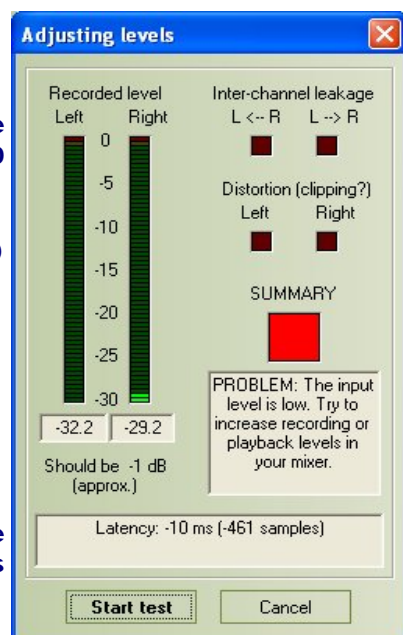 Adjusting levels
Recorded level
Left Right
0
-5
-10
-15
-20
-25
-30
-32.2 -29.2
Should be -1 dB
(approx.)
Inter-channel leakage
L <-- R L --> R
Distortion (clipping?)
Left Right
SUMMARY
PROBLEM: The input
level is low. Try to
increase recording or
playback levels in
your mixer.
Latency: -10 ms (-461 samples)
Start test Cancel